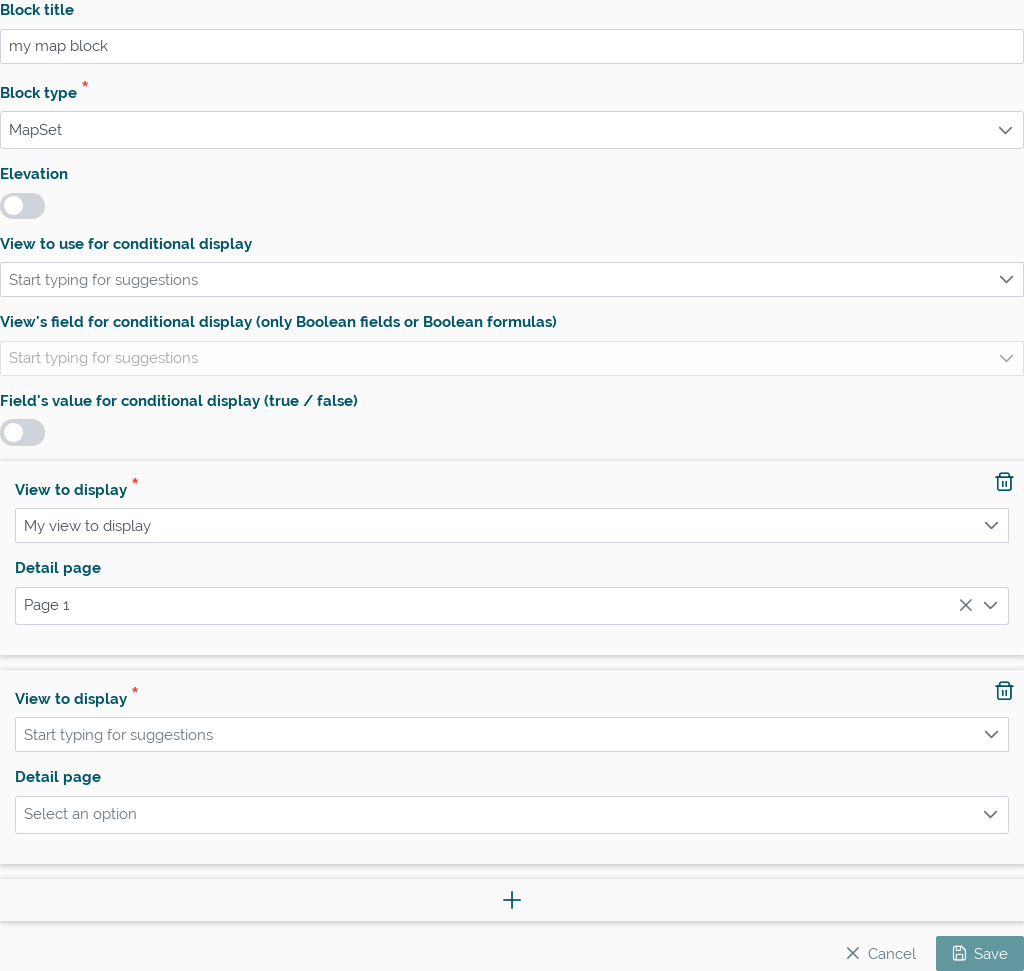 Block title
my map block
Block type *
MapSet
Elevation
View to use for conditional display
Start typing for suggestions
View's field for conditional display (only Boolean fields or Boolean formulas)
Start typing for suggestions
Field's value for conditional display (true / false)
View to display *
My view to display
Detail page
Page 1
View to display *
Start typing for suggestions
Detail page
Select an option
Cancel Save